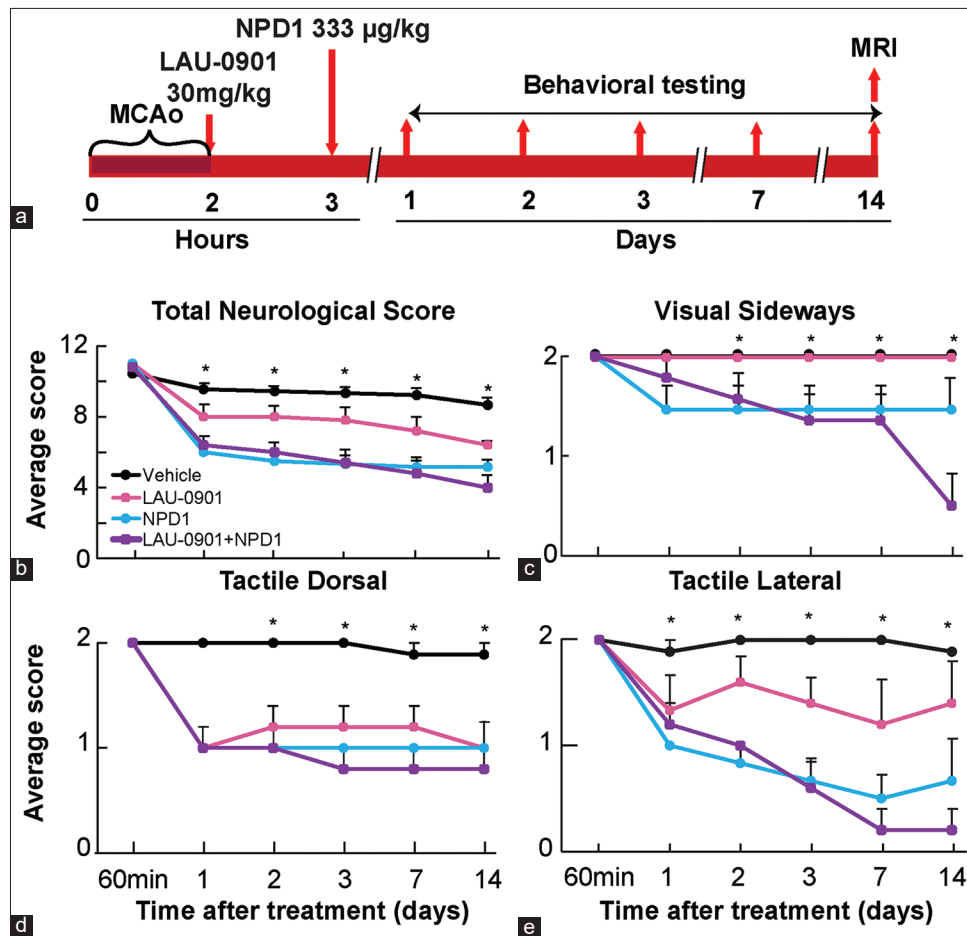 NPD1 333 µg/kg
LAU-0901
30mg/kg
MCAo
Behavioral testing
MRI
0 2 3 1 2 3 7 14
Hours Days
a
Total Neurological Score
Average score
12
8
4
0
* * * * *
Vehicle
LAU-0901
NPD1
LAU-0901+NPD1
b
Visual Sideways
2
1
0
* * * *
c
Tactile Dorsal
Average score
2
1
0
* * * *
60min 1 2 3 7 14
Time after treatment (days)
d
Tactile Lateral
2
1
0
* * * * *
60min 1 2 3 7 14
Time after treatment (days)
e